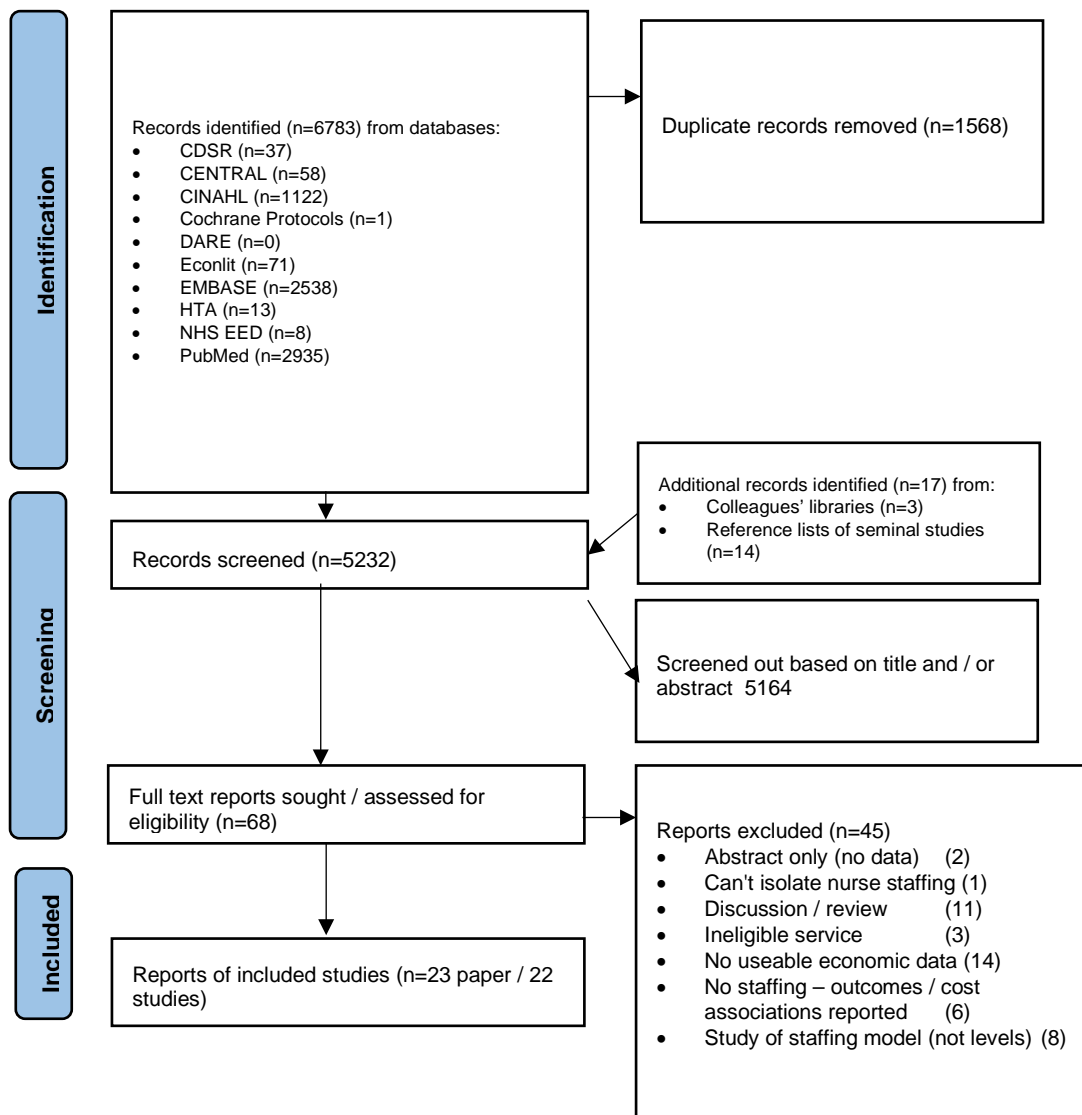 Identification
Records identified (n=6783) from databases:
• CDSR (n=37)
• CENTRAL (n=58)
• CINAHL (n=1122)
• Cochrane Protocols (n=1)
• DARE (n=0)
• Econlit (n=71)
• EMBASE (n=2538)
• HTA (n=13)
• NHS EED (n=8)
• PubMed (n=2935)
Duplicate records removed (n=1568)
Screening
Additional records identified (n=17) from:
• Colleagues’ libraries (n=3)
• Reference lists of seminal studies
(n=14)
Records screened (n=5232)
Screened out based on title and / or
abstract 5164
Full text reports sought / assessed for
eligibility (n=68)
Reports excluded (n=45)
• Abstract only (no data) (2)
• Can't isolate nurse staffing (1)
• Discussion / review (11)
• Ineligible service (3)
• No useable economic data (14)
• No staffing – outcomes / cost
associations reported (6)
• Study of staffing model (not levels) (8)
Included
Reports of included studies (n=23 paper / 22
studies)